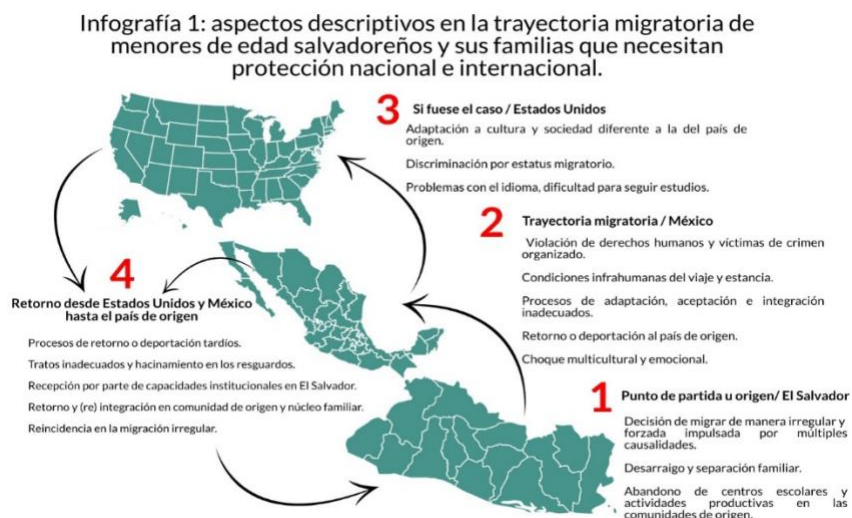 Infografía 1: aspectos descriptivos en la trayectoria migratoria de
menores de edad salvadoreños y sus familias que necesitan
protección nacional e internacional.
3 Si fuese el caso / Estados Unidos
Adaptación a cultura y sociedad diferente a la del país de
origen.
Discriminación por estatus migratorio.
Problemas con el idioma, dificultad para seguir estudios.
2 Trayectoria migratoria / México
Violación de derechos humanos y víctimas de crimen
organizado.
Condiciones infrahumanas del viaje y estancia.
Procesos de adaptación, aceptación e integración
inadecuados.
Retorno o deportación al país de origen.
Choque multicultural y emocional.
4
Retorno desde Estados Unidos y México
hasta el país de origen
Procesos de retorno o deportación tardíos.
Tratos inadecuados y hacinamiento en los resguardos.
Recepción por parte de capacidades institucionales en El Salvador.
Retorno y (re) integración en comunidad de origen y núcleo familiar.
Reincidencia en la migración irregular.
1 Punto de partida u origen/ El Salvador
Decisión de migrar de manera irregular y
forzada impulsada por múltiples
causalidades.
Desarraigo y separación familiar.
Abandono de centros escolares y
actividades productivas en las
comunidades de origen.